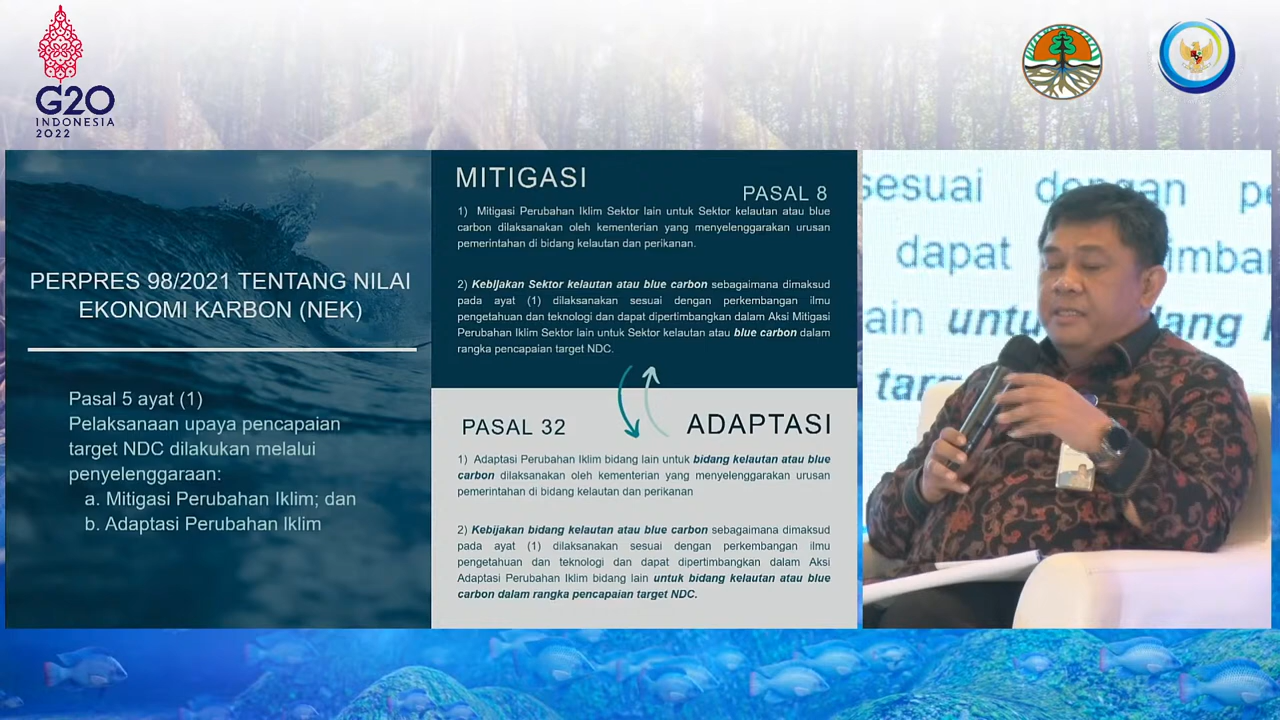 G20
INDONESIA
2022
PERPRES 98/2021 TENTANG NILAI
EKONOMI KARBON (NEK)
Pasal 5 ayat (1)
Pelaksanaan upaya pencapaian
target NDC dilakukan melalui
penyelenggaraan:
a. Mitigasi Perubahan Iklim; dan
b. Adaptasi Perubahan Iklim
MITIGASI
PASAL 8
1) Mitigasi Perubahan Iklim Sektor lain untuk Sektor kelautan atau blue
carbon dilaksanakan oleh kementerian yang menyelenggarakan urusan
pemerintahan di bidang kelautan dan perikanan.
2) Kebijakan Sektor kelautan atau blue carbon sebagaimana dimaksud
pada ayat (1) dilaksanakan sesuai dengan perkembangan ilmu
pengetahuan dan teknologi dan dapat dipertimbangkan dalam Aksi Mitigasi
Perubahan Iklim Sektor lain untuk Sektor kelautan atau blue carbon dalam
rangka pencapaian target NDC.
PASAL 32
ADAPTASI
1) Adaptasi Perubahan Iklim bidang lain untuk bidang kelautan atau blue
carbon dilaksanakan oleh kementerian yang menyelenggarakan urusan
pemerintahan di bidang kelautan dan perikanan
2) Kebijakan bidang kelautan atau blue carbon sebagaimana dimaksud
pada ayat (1) dilaksanakan sesuai dengan perkembangan ilmu
pengetahuan dan teknologi dan dapat dipertimbangkan dalam Aksi
Adaptasi Perubahan Iklim bidang lain untuk bidang kelautan atau blue
carbon dalam rangka pencapaian target NDC.
sesuai dengan pe
dapat imban
ain untu dang k
targ